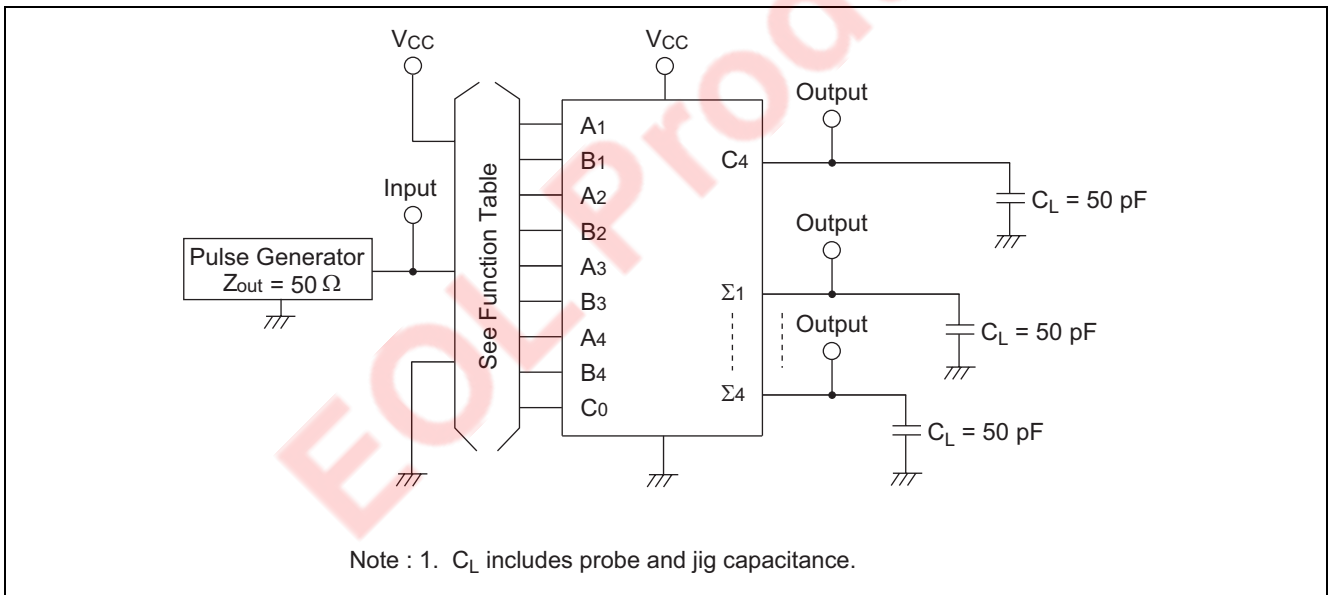 VCC
VCC
Output
A1
B1
C4
See Function Table
Input
A2
CL = 50 pF
B2
Output
Pulse Generator
Zout = 50 Ω
A3
B3
Σ1
Output
CL = 50 pF
A4
B4
Σ4
C0
CL = 50 pF
Note : 1. CL includes probe and jig capacitance.
EOL Prod